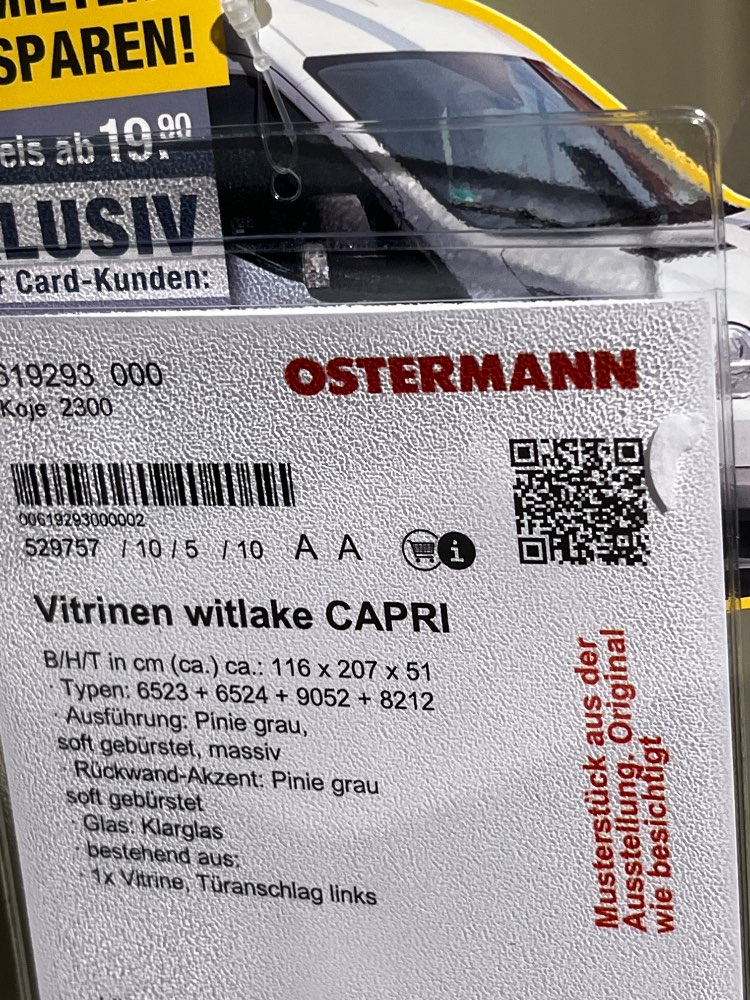 SPAREN!
ab 19.90
Card-Kunden:
619293 000
OSTERMANN
Koje 2300
00619293000002
529757 / 10 / 5 / 10 A A
i
Vitrinen witlake CAPRI
B/H/T in cm (ca.) ca.: 116 x 207 x 51
· Typen: 6523 + 6524 + 9052 + 8212
· Ausführung: Pinie grau,
soft gebürstet, massiv
· Rückwand-Akzent: Pinie grau
soft gebürstet
· Glas: Klarglas
· bestehend aus:
· 1x Vitrine, Türanschlag links
Musterstück aus der
Ausstellung. Original
wie besichtigt